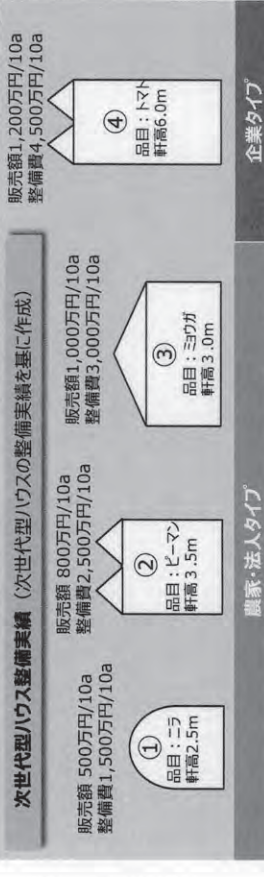 次世代型ハウス整備実績（次世代型ハウスの整備実績を基に作成）
販売額 500万円/10a
整備費1,500万円/10a
①
品目：ニラ
軒高2.5m
販売額 800万円/10a
整備費2,500万円/10a
②
品目：ピーマン
軒高3.5m
販売額1,000万円/10a
整備費3,000万円/10a
③
品目：ミョウガ
軒高3.0m
販売額1,200万円/10a
整備費4,500万円/10a
④
品目：トマト
軒高6.0m
農家・法人タイプ
企業タイプ